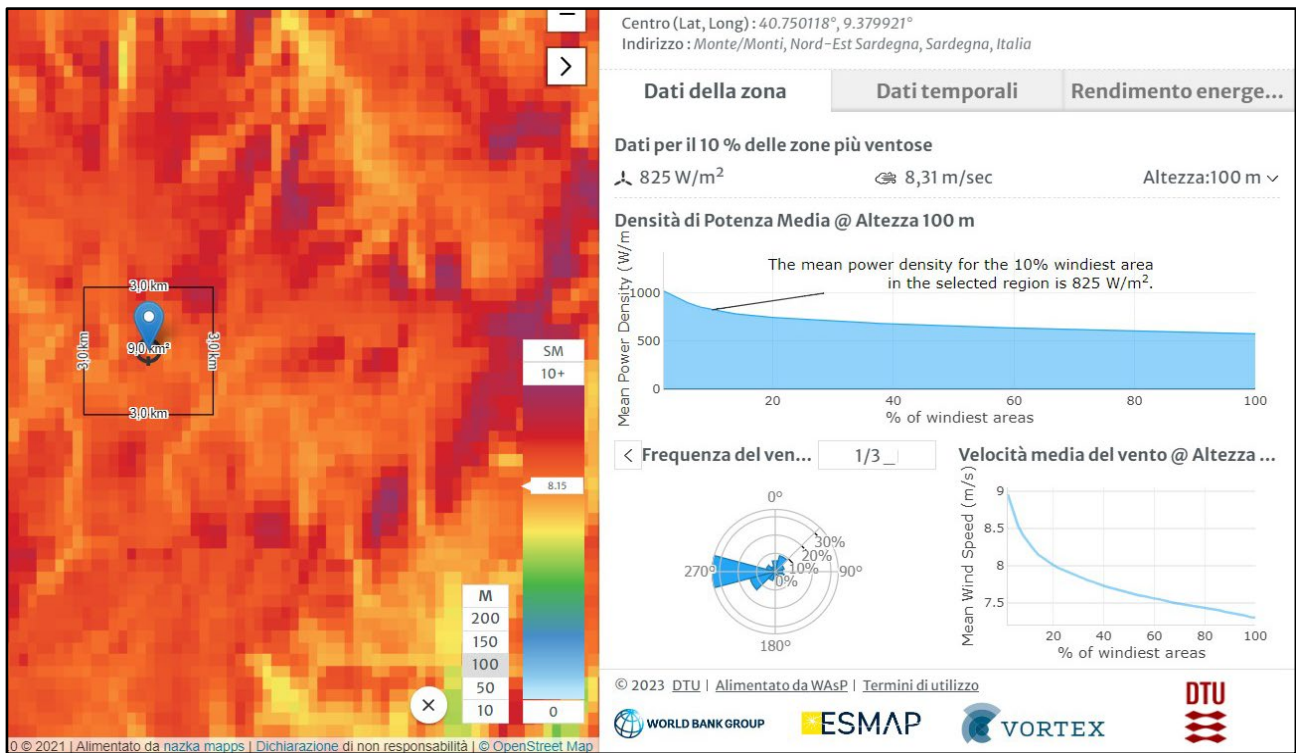 3,0 km
3,0 km
9,0 km²
3,0 km
3,0 km
SM
10+
8.15
0
M
200
150
100
50
10
0 © 2021 | Alimentato da nazka mapps | Dichiarazione di non responsabilità | © OpenStreet Map
Centro (Lat, Long) : 40.750118°, 9.379921°
Indirizzo : Monte/Monti, Nord-Est Sardegna, Sardegna, Italia
Dati della zona
Dati temporali
Rendimento energe...
Dati per il 10 % delle zone più ventose
825 W/m²
8,31 m/sec
Altezza:100 m
Densità di Potenza Media @ Altezza 100 m
Mean Power Density (W/m
The mean power density for the 10% windiest area
in the selected region is 825 W/m².
1000
500
0
20 40 60 80 100
% of windiest areas
Frequenza del ven...
1/3
0°
30%
20%
10%
0%
270°
90°
180°
Velocità media del vento @ Altezza ...
Mean Wind Speed (m/s)
9
8.5
8
7.5
20 40 60 80 100
% of windiest areas
© 2023 DTU | Alimentato da WAsP | Termini di utilizzo
WORLD BANK GROUP
ESMAP
VORTEX
DTU